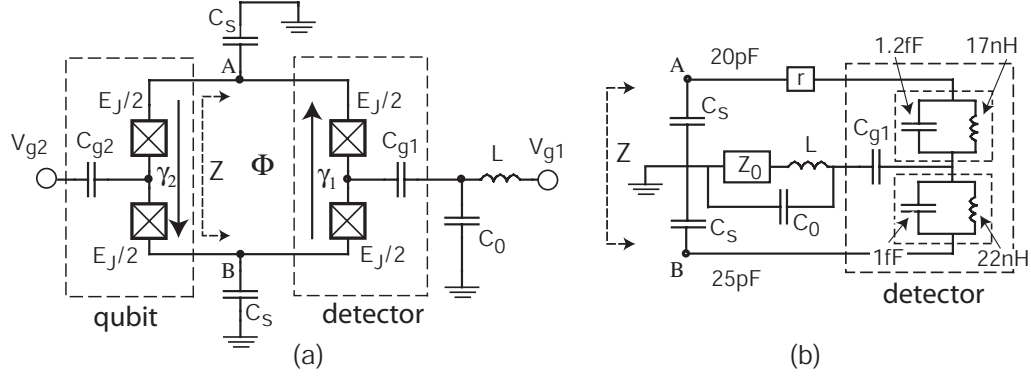 C_S
A
E_J/2
E_J/2
V_g2
C_g2
γ_2
Z
Φ
γ_1
C_g1
L
V_g1
C_0
E_J/2
E_J/2
B
C_S
qubit
detector
(a)
A
20pF
r
1.2fF
17nH
C_S
Z
Z_0
L
C_g1
C_0
C_S
B
25pF
1fF
22nH
detector
(b)